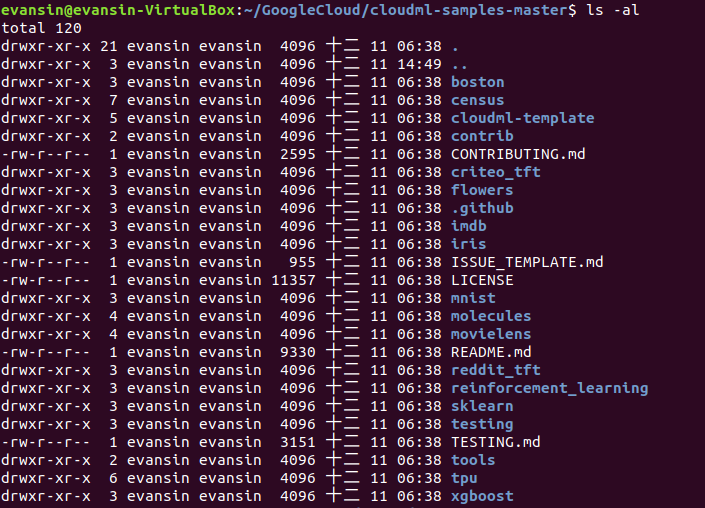 evansin@evansin-VirtualBox:~/GoogleCloud/cloudml-samples-master$ ls -al
total 120
drwxr-xr-x 21 evansin evansin  4096 十二 11 06:38 .
drwxr-xr-x  3 evansin evansin  4096 十二 11 14:49 ..
drwxr-xr-x  3 evansin evansin  4096 十二 11 06:38 boston
drwxr-xr-x  7 evansin evansin  4096 十二 11 06:38 census
drwxr-xr-x  5 evansin evansin  4096 十二 11 06:38 cloudml-template
drwxr-xr-x  2 evansin evansin  4096 十二 11 06:38 contrib
-rw-r--r--  1 evansin evansin  2595 十二 11 06:38 CONTRIBUTING.md
drwxr-xr-x  3 evansin evansin  4096 十二 11 06:38 criteo_tft
drwxr-xr-x  3 evansin evansin  4096 十二 11 06:38 flowers
drwxr-xr-x  3 evansin evansin  4096 十二 11 06:38 .github
drwxr-xr-x  3 evansin evansin  4096 十二 11 06:38 imdb
drwxr-xr-x  3 evansin evansin  4096 十二 11 06:38 iris
-rw-r--r--  1 evansin evansin   955 十二 11 06:38 ISSUE_TEMPLATE.md
-rw-r--r--  1 evansin evansin 11357 十二 11 06:38 LICENSE
drwxr-xr-x  3 evansin evansin  4096 十二 11 06:38 mnist
drwxr-xr-x  4 evansin evansin  4096 十二 11 06:38 molecules
drwxr-xr-x  4 evansin evansin  4096 十二 11 06:38 movielens
-rw-r--r--  1 evansin evansin  9330 十二 11 06:38 README.md
drwxr-xr-x  3 evansin evansin  4096 十二 11 06:38 reddit_tft
drwxr-xr-x  3 evansin evansin  4096 十二 11 06:38 reinforcement_learning
drwxr-xr-x  3 evansin evansin  4096 十二 11 06:38 sklearn
drwxr-xr-x  3 evansin evansin  4096 十二 11 06:38 testing
-rw-r--r--  1 evansin evansin  3151 十二 11 06:38 TESTING.md
drwxr-xr-x  2 evansin evansin  4096 十二 11 06:38 tools
drwxr-xr-x  6 evansin evansin  4096 十二 11 06:38 tpu
drwxr-xr-x  3 evansin evansin  4096 十二 11 06:38 xgboost